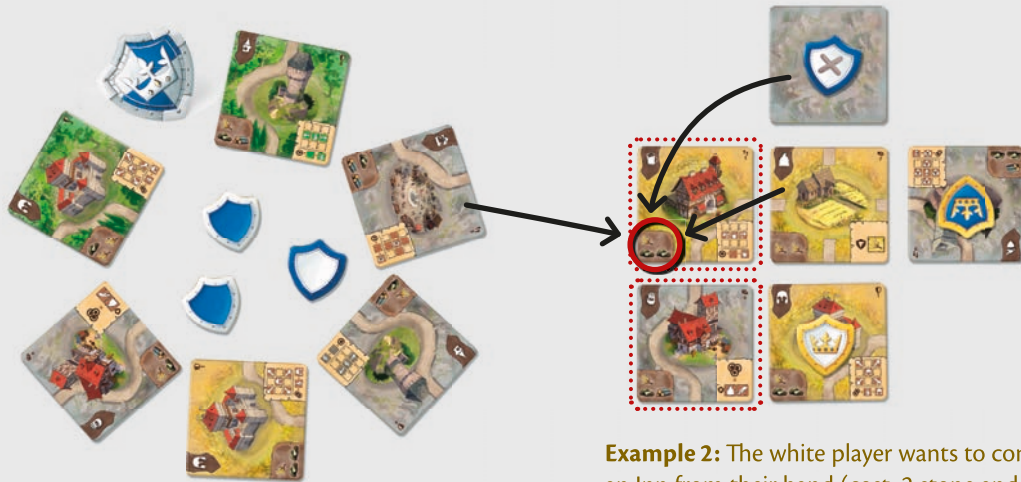 Example 2: The white player wants to con
an Inn from their hand (cost: 2 stone and